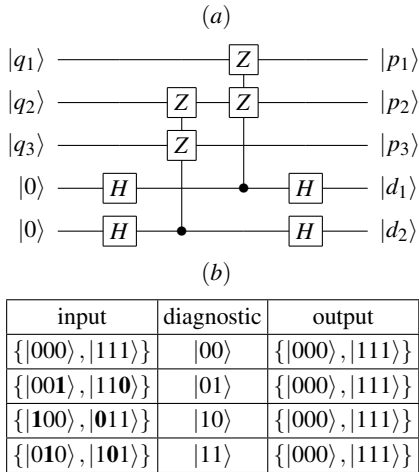 (a)
|q₁⟩ Z |p₁⟩
|q₂⟩ Z Z |p₂⟩
|q₃⟩ Z |p₃⟩
|0⟩ H H |d₁⟩
|0⟩ H H |d₂⟩
(b)
input diagnostic output
{|000⟩, |111⟩} |00⟩ {|000⟩, |111⟩}
{|001⟩, |110⟩} |01⟩ {|000⟩, |111⟩}
{|100⟩, |011⟩} |10⟩ {|000⟩, |111⟩}
{|010⟩, |101⟩} |11⟩ {|000⟩, |111⟩}